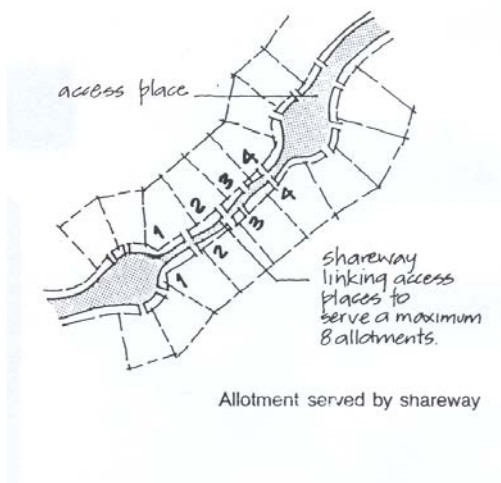 access place
1 2 3 4
1 2 3 4
shareway
linking access
places to
serve a maximum
8 allotments.
Allotment served by shareway